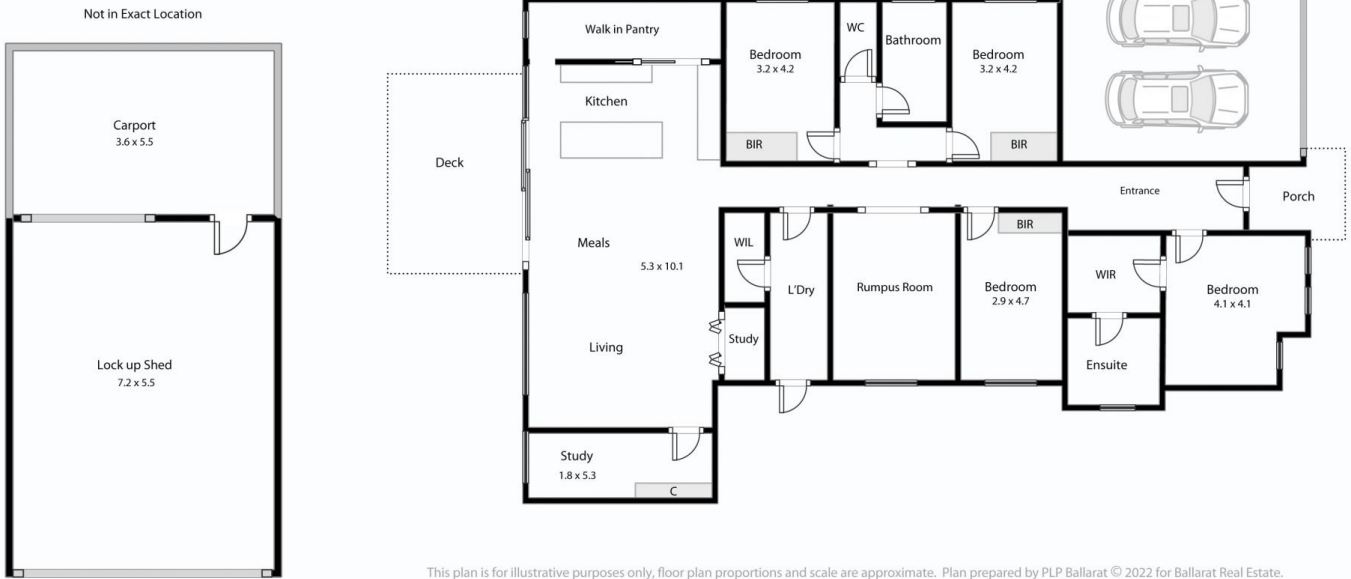 Not in Exact Location
Carport
3.6 x 5.5
Lock up Shed
7.2 x 5.5
Deck
Walk in Pantry
Kitchen
Meals
5.3 x 10.1
Living
Study
1.8 x 5.3
C
Bedroom
3.2 x 4.2
BIR
WC
Bathroom
Bedroom
3.2 x 4.2
BIR
Entrance
Porch
WIL
Study
L'Dry
Rumpus Room
BIR
Bedroom
2.9 x 4.7
WIR
Ensuite
Bedroom
4.1 x 4.1
This plan is for illustrative purposes only, floor plan proportions and scale are approximate. Plan prepared by PLP Ballarat © 2022 for Ballarat Real Estate.